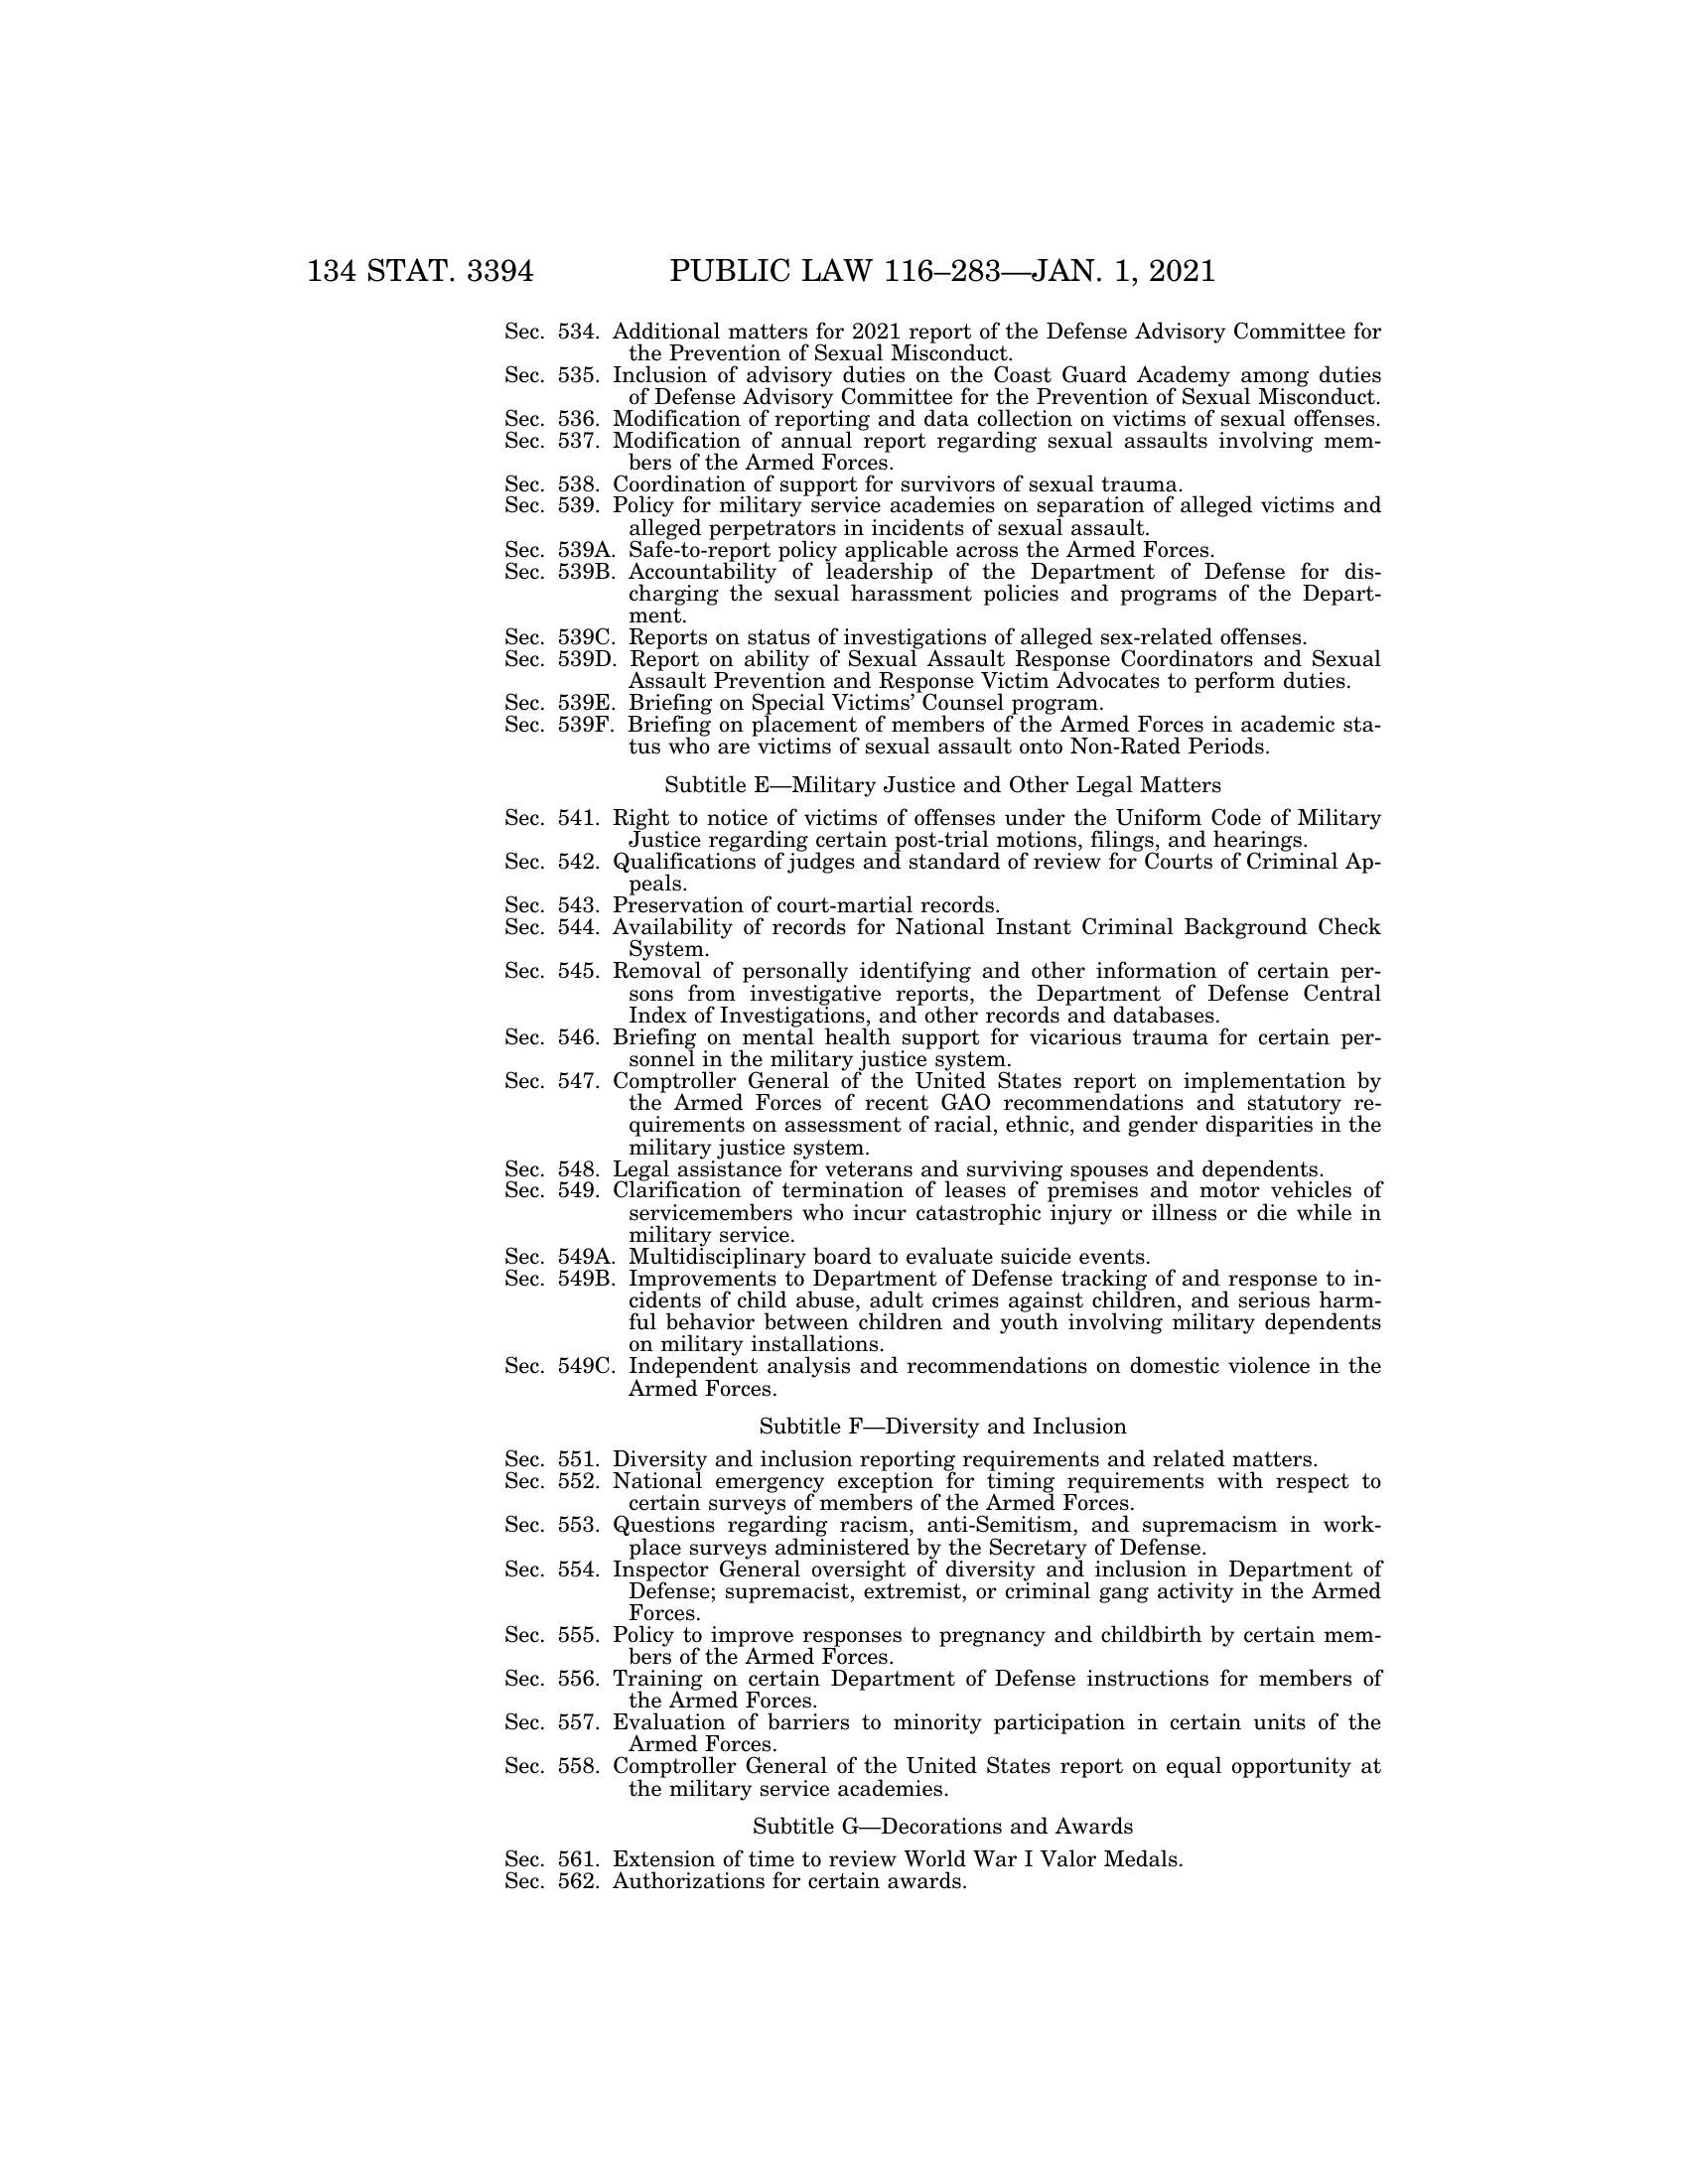 134 STAT. 3394 PUBLIC LAW 116–283—JAN. 1, 2021
Sec. 534. Additional matters for 2021 report of the Defense Advisory Committee for
the Prevention of Sexual Misconduct.
Sec. 535. Inclusion of advisory duties on the Coast Guard Academy among duties
of Defense Advisory Committee for the Prevention of Sexual Misconduct.
Sec. 536. Modification of reporting and data collection on victims of sexual offenses.
Sec. 537. Modification of annual report regarding sexual assaults involving mem-
bers of the Armed Forces.
Sec. 538. Coordination of support for survivors of sexual trauma.
Sec. 539. Policy for military service academies on separation of alleged victims and
alleged perpetrators in incidents of sexual assault.
Sec. 539A. Safe-to-report policy applicable across the Armed Forces.
Sec. 539B. Accountability of leadership of the Department of Defense for dis-
charging the sexual harassment policies and programs of the Depart-
ment.
Sec. 539C. Reports on status of investigations of alleged sex-related offenses.
Sec. 539D. Report on ability of Sexual Assault Response Coordinators and Sexual
Assault Prevention and Response Victim Advocates to perform duties.
Sec. 539E. Briefing on Special Victims’ Counsel program.
Sec. 539F. Briefing on placement of members of the Armed Forces in academic sta-
tus who are victims of sexual assault onto Non-Rated Periods.
Subtitle E—Military Justice and Other Legal Matters
Sec. 541. Right to notice of victims of offenses under the Uniform Code of Military
Justice regarding certain post-trial motions, filings, and hearings.
Sec. 542. Qualifications of judges and standard of review for Courts of Criminal Ap-
peals.
Sec. 543. Preservation of court-martial records.
Sec. 544. Availability of records for National Instant Criminal Background Check
System.
Sec. 545. Removal of personally identifying and other information of certain per-
sons from investigative reports, the Department of Defense Central
Index of Investigations, and other records and databases.
Sec. 546. Briefing on mental health support for vicarious trauma for certain per-
sonnel in the military justice system.
Sec. 547. Comptroller General of the United States report on implementation by
the Armed Forces of recent GAO recommendations and statutory re-
quirements on assessment of racial, ethnic, and gender disparities in the
military justice system.
Sec. 548. Legal assistance for veterans and surviving spouses and dependents.
Sec. 549. Clarification of termination of leases of premises and motor vehicles of
servicemembers who incur catastrophic injury or illness or die while in
military service.
Sec. 549A. Multidisciplinary board to evaluate suicide events.
Sec. 549B. Improvements to Department of Defense tracking of and response to in-
cidents of child abuse, adult crimes against children, and serious harm-
ful behavior between children and youth involving military dependents
on military installations.
Sec. 549C. Independent analysis and recommendations on domestic violence in the
Armed Forces.
Subtitle F—Diversity and Inclusion
Sec. 551. Diversity and inclusion reporting requirements and related matters.
Sec. 552. National emergency exception for timing requirements with respect to
certain surveys of members of the Armed Forces.
Sec. 553. Questions regarding racism, anti-Semitism, and supremacism in work-
place surveys administered by the Secretary of Defense.
Sec. 554. Inspector General oversight of diversity and inclusion in Department of
Defense; supremacist, extremist, or criminal gang activity in the Armed
Forces.
Sec. 555. Policy to improve responses to pregnancy and childbirth by certain mem-
bers of the Armed Forces.
Sec. 556. Training on certain Department of Defense instructions for members of
the Armed Forces.
Sec. 557. Evaluation of barriers to minority participation in certain units of the
Armed Forces.
Sec. 558. Comptroller General of the United States report on equal opportunity at
the military service academies.
Subtitle G—Decorations and Awards
Sec. 561. Extension of time to review World War I Valor Medals.
Sec. 562. Authorizations for certain awards.